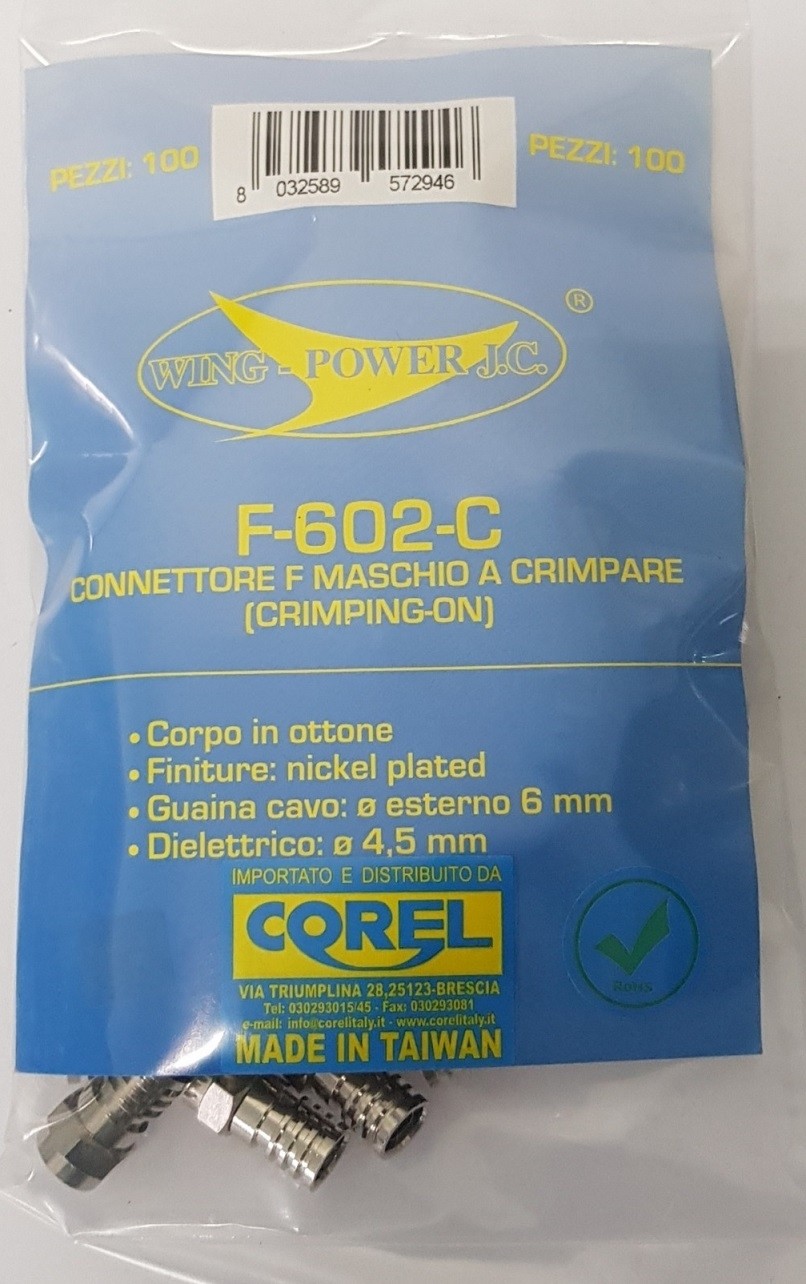 PEZZI: 100
PEZZI: 100
8 032589 572946
®
WING - POWER J.C.
F-602-C
CONNETTORE F MASCHIO A CRIMPARE
(CRIMPING-ON)
• Corpo in ottone
• Finiture: nickel plated
• Guaina cavo: ø esterno 6 mm
• Dielettrico: ø 4,5 mm
IMPORTATO E DISTRIBUITO DA
COREL
VIA TRIUMPLINA 28,25123-BRESCIA
Tel: 030293015/45 - Fax: 030293081
e-mail: info@corelitaly.it - www.corelitaly.it
MADE IN TAIWAN
RoHS